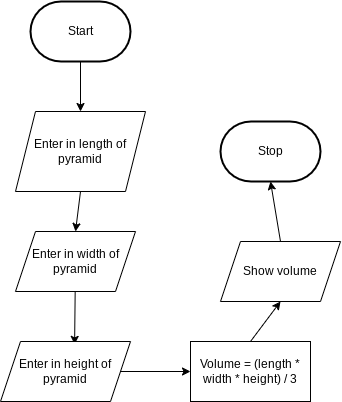 Start
Enter in length of
pyramid
Enter in width of
pyramid
Enter in height of
pyramid
Volume = (length *
width * height) / 3
Show volume
Stop